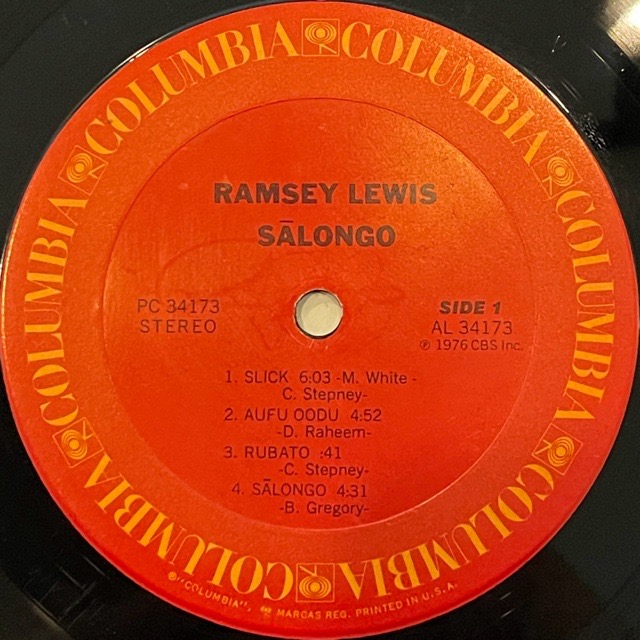 COLUMBIA COLUMBIA COLUMBIA COLUMBIA COLUMBIA COLUMBIA
RAMSEY LEWIS
SĀLONGO
PC 34173
STEREO
SIDE 1
AL 34173
℗ 1976 CBS Inc.
1. SLICK 6:03 -M. White -
C. Stepney-
2. AUFU OODU 4:52
-D. Raheem-
3. RUBATO :41
-C. Stepney-
4. SĀLONGO 4:31
-B. Gregory-
®"COLUMBIA", MARCAS REG. PRINTED IN U.S.A.